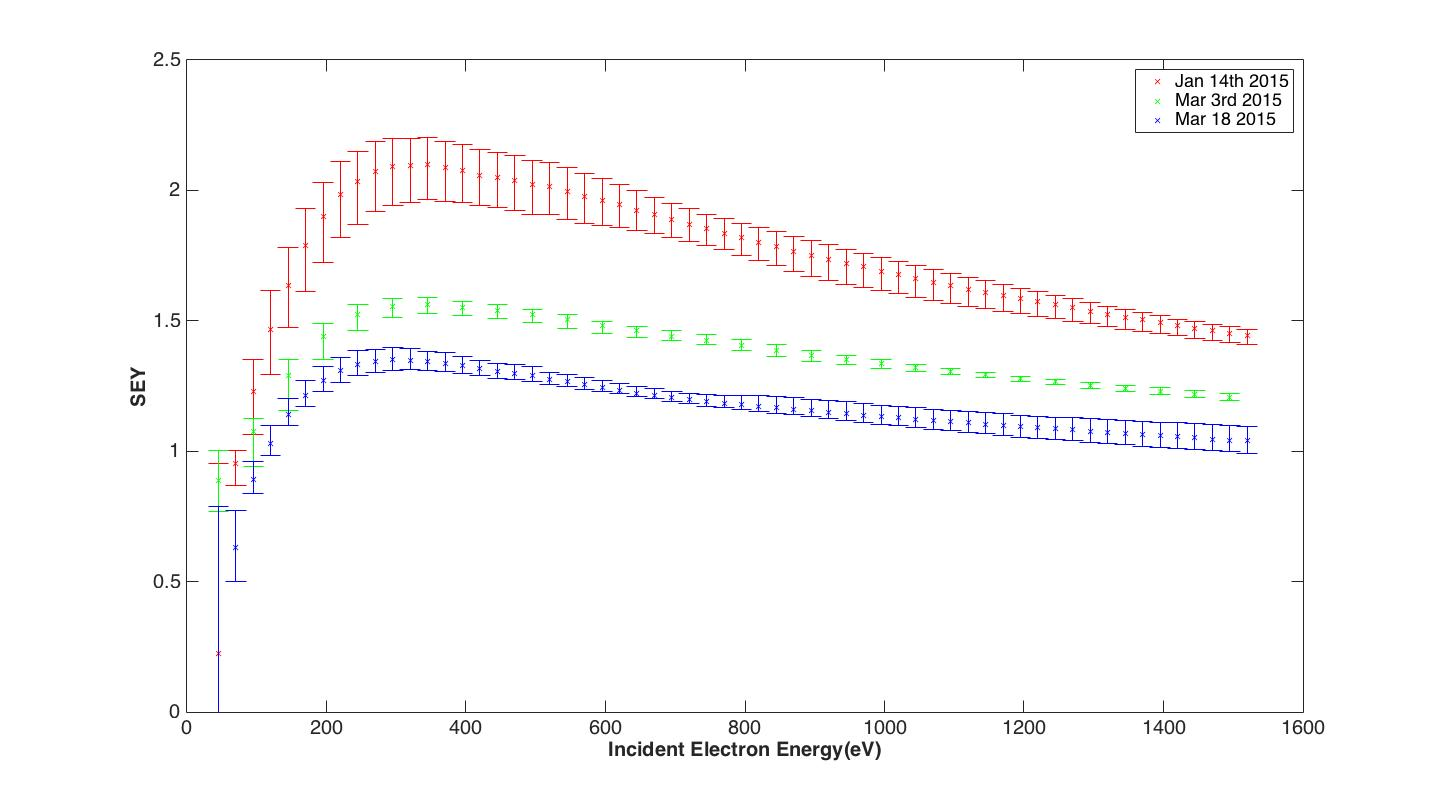 2.5
2
1.5
1
0.5
0
SEY
Jan 14th 2015
Mar 3rd 2015
Mar 18 2015
0 200 400 600 800 1000 1200 1400 1600
Incident Electron Energy(eV)